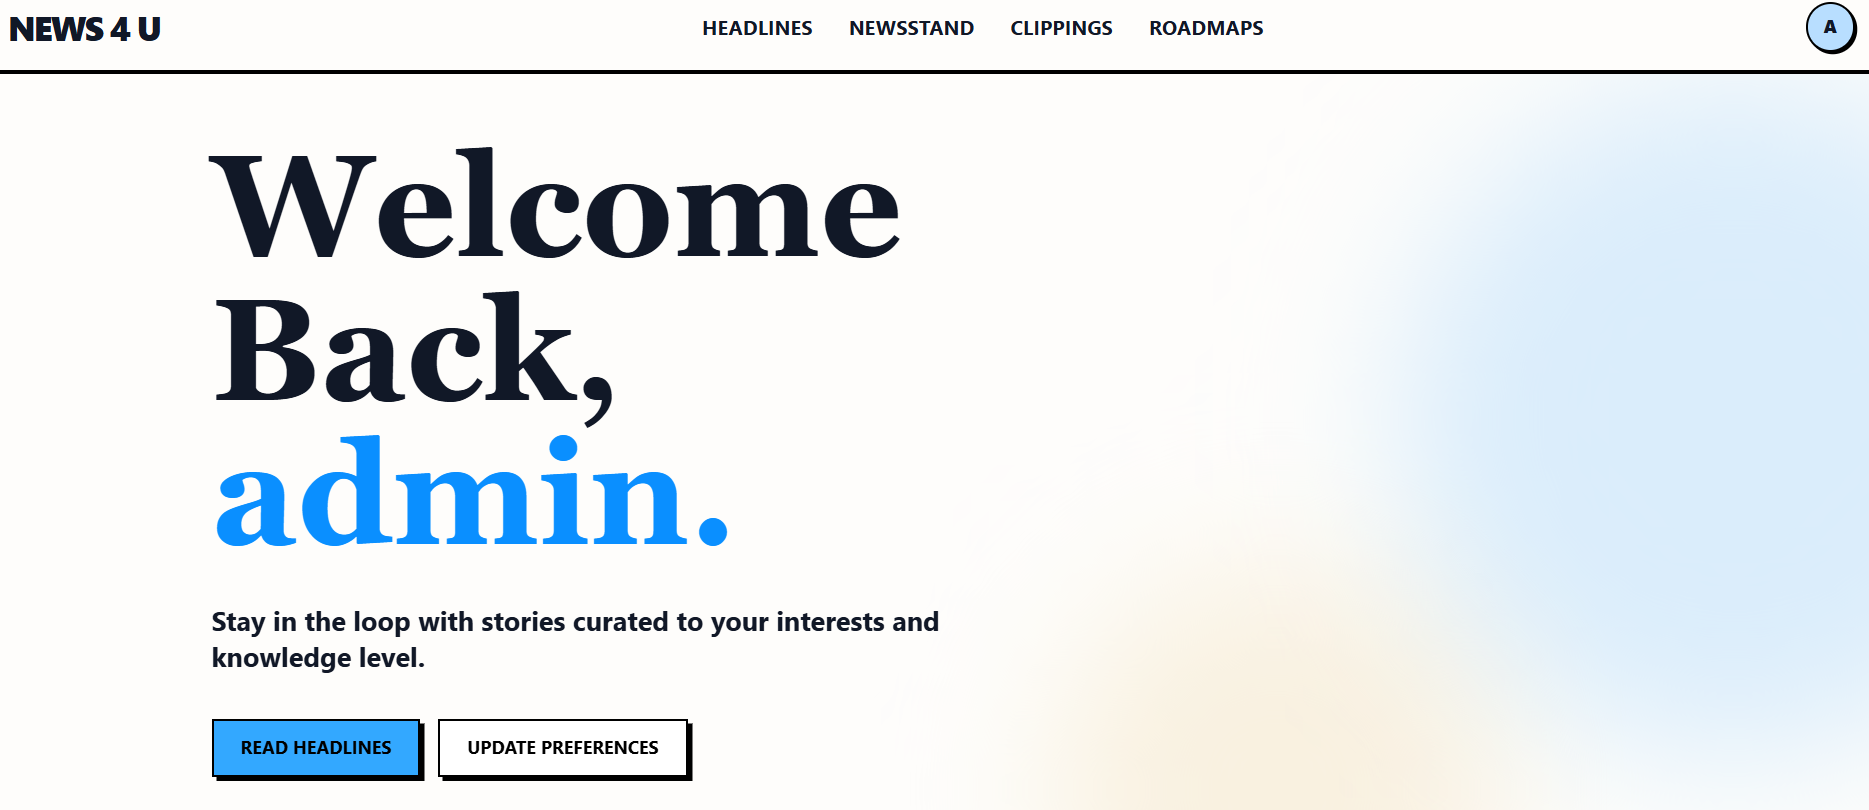 NEWS 4 U
HEADLINES
NEWSSTAND
CLIPPINGS
ROADMAPS
A
Welcome
Back,
admin.
Stay in the loop with stories curated to your interests and
knowledge level.
READ HEADLINES
UPDATE PREFERENCES